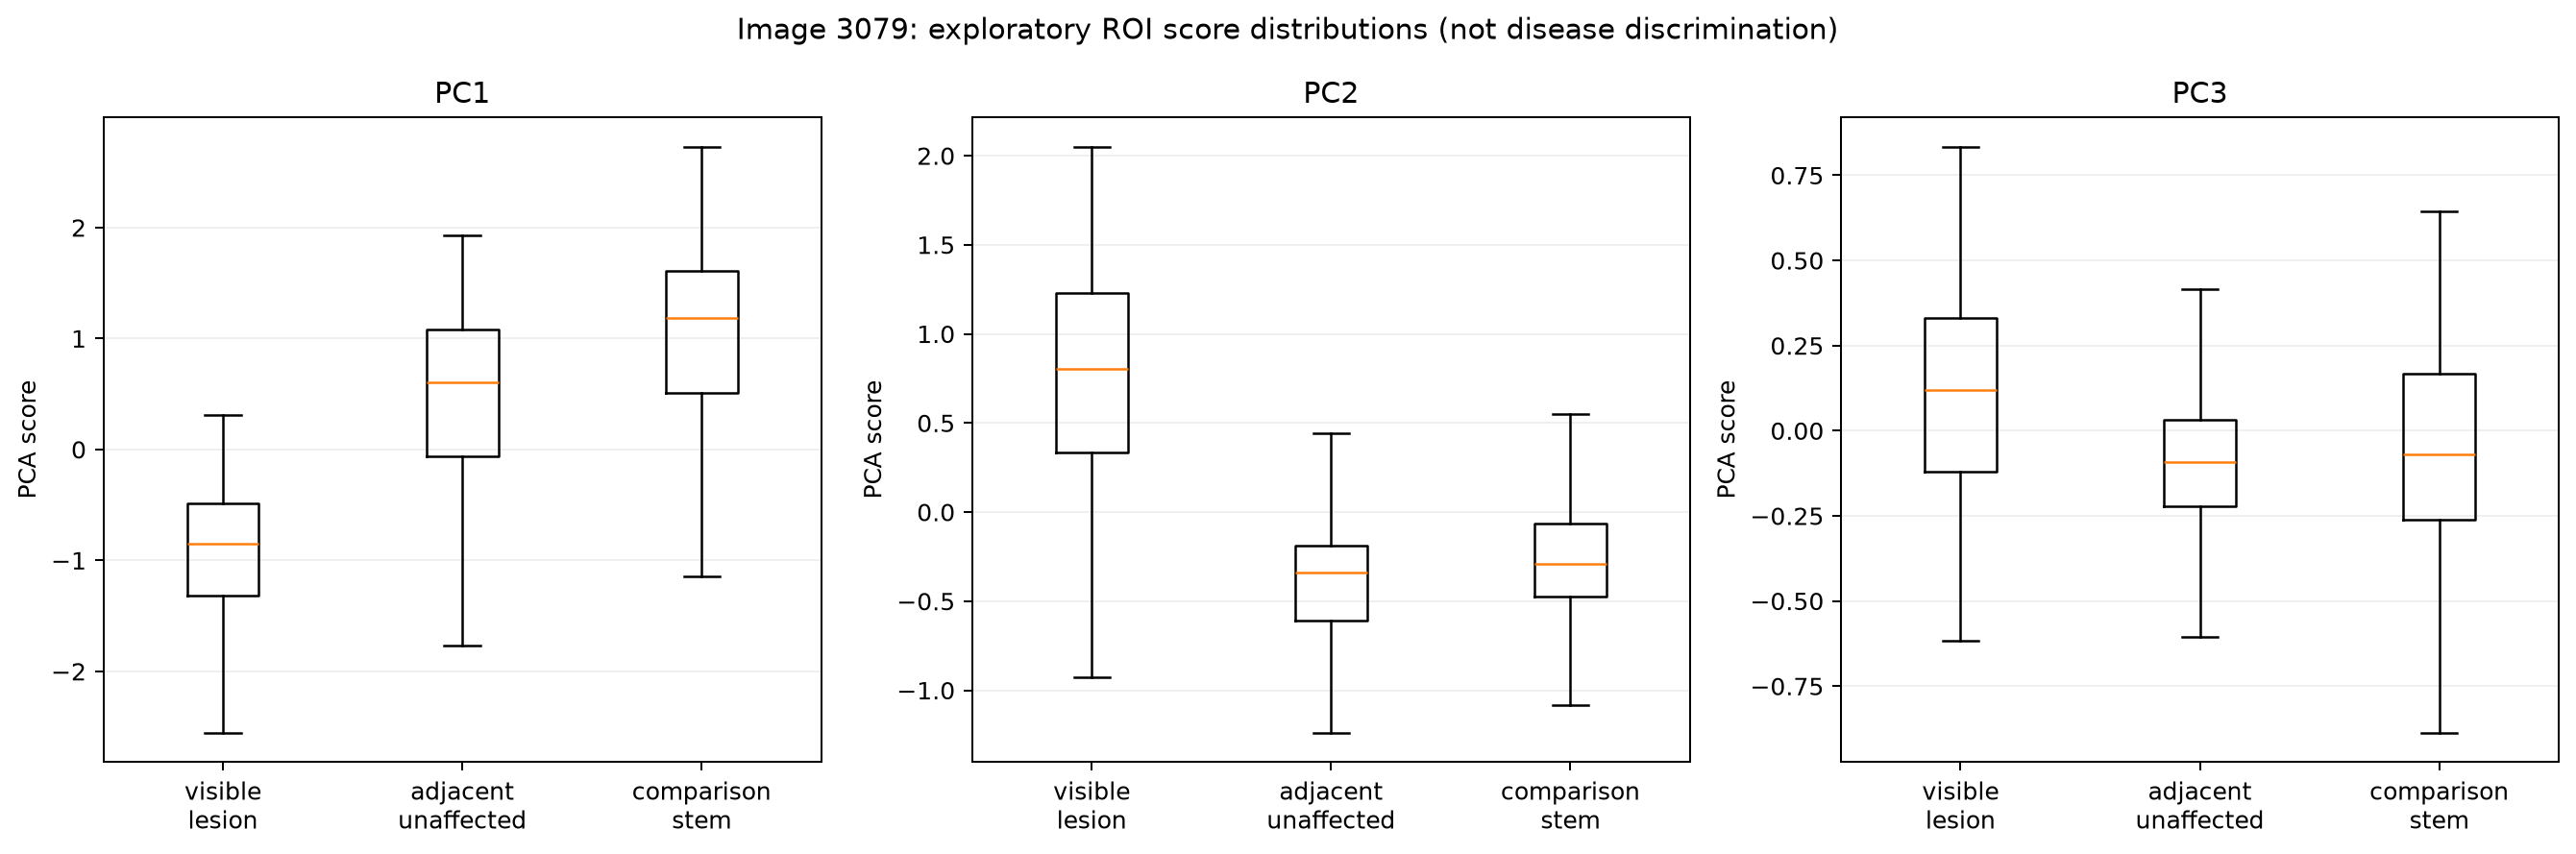 Image 3079: exploratory ROI score distributions (not disease discrimination)
PC1
PCA score
2
1
0
−1
−2
visible
lesion
adjacent
unaffected
comparison
stem
PC2
PCA score
2.0
1.5
1.0
0.5
0.0
−0.5
−1.0
visible
lesion
adjacent
unaffected
comparison
stem
PC3
PCA score
0.75
0.50
0.25
0.00
−0.25
−0.50
−0.75
visible
lesion
adjacent
unaffected
comparison
stem